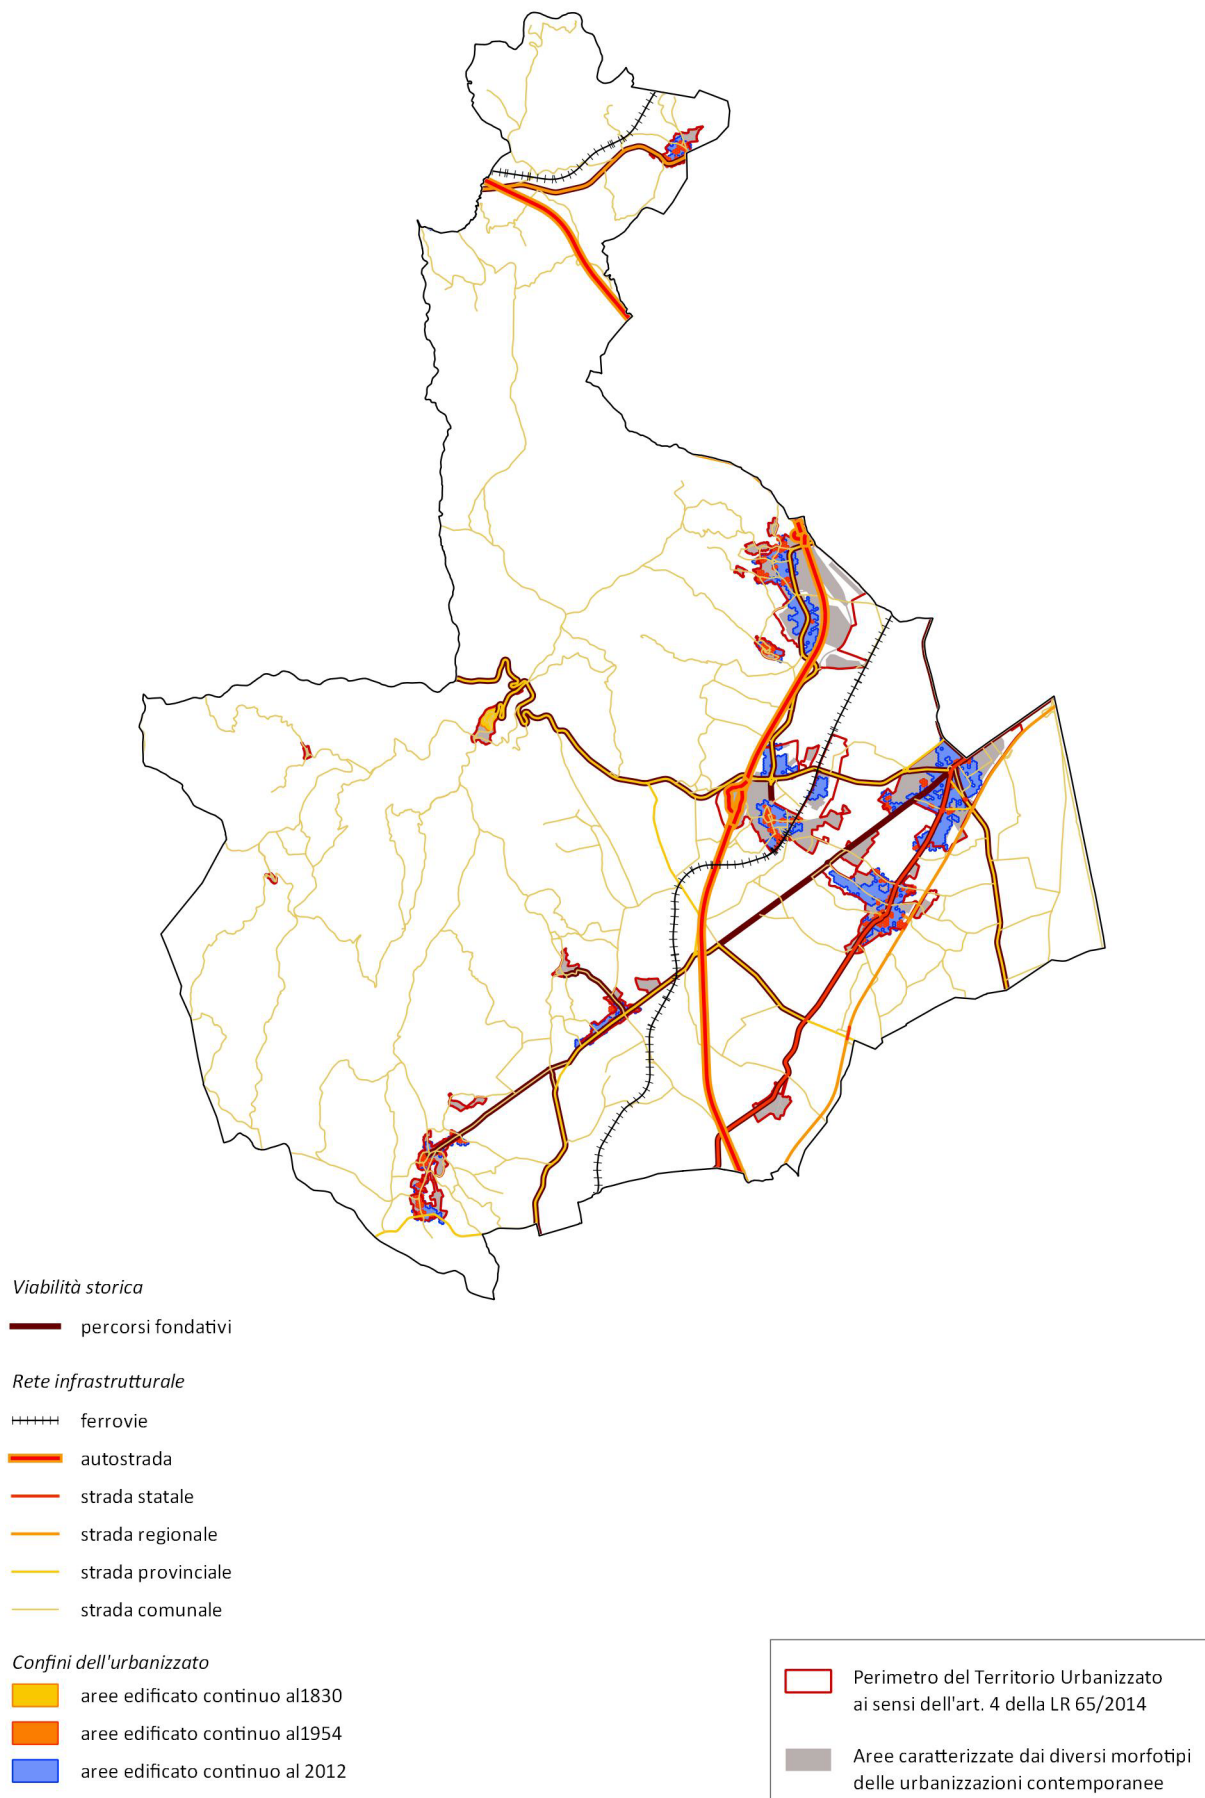 Viabilità storica
percorsi fondativi
Rete infrastrutturale
ferrovie
autostrada
strada statale
strada regionale
strada provinciale
strada comunale
Confini dell'urbanizzato
aree edificato continuo al1830
aree edificato continuo al1954
aree edificato continuo al 2012
Perimetro del Territorio Urbanizzato
ai sensi dell'art. 4 della LR 65/2014
Aree caratterizzate dai diversi morfotipi
delle urbanizzazioni contemporanee